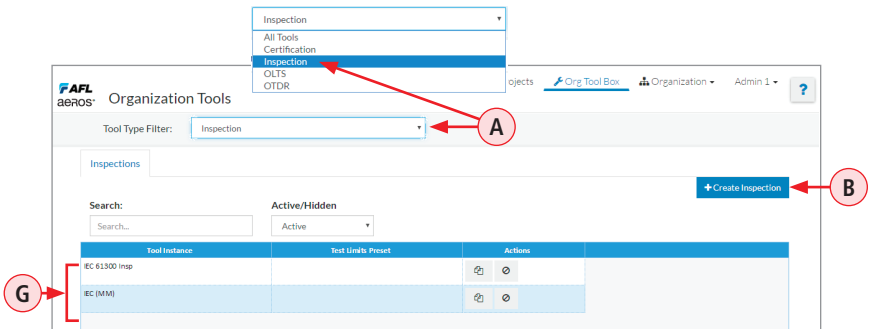 Inspection
All Tools
Certification
Inspection
OLTS
OTDR
AFL
aeros
Organization Tools
ojects
Org Tool Box
Organization
Admin 1
?
Tool Type Filter:
Inspection
A
Inspections
+ Create Inspection
B
Search:
Active/Hidden
Search...
Active
Tool Instance
Test Limits Preset
Actions
IEC 61300 Insp
G
IEC (MM)